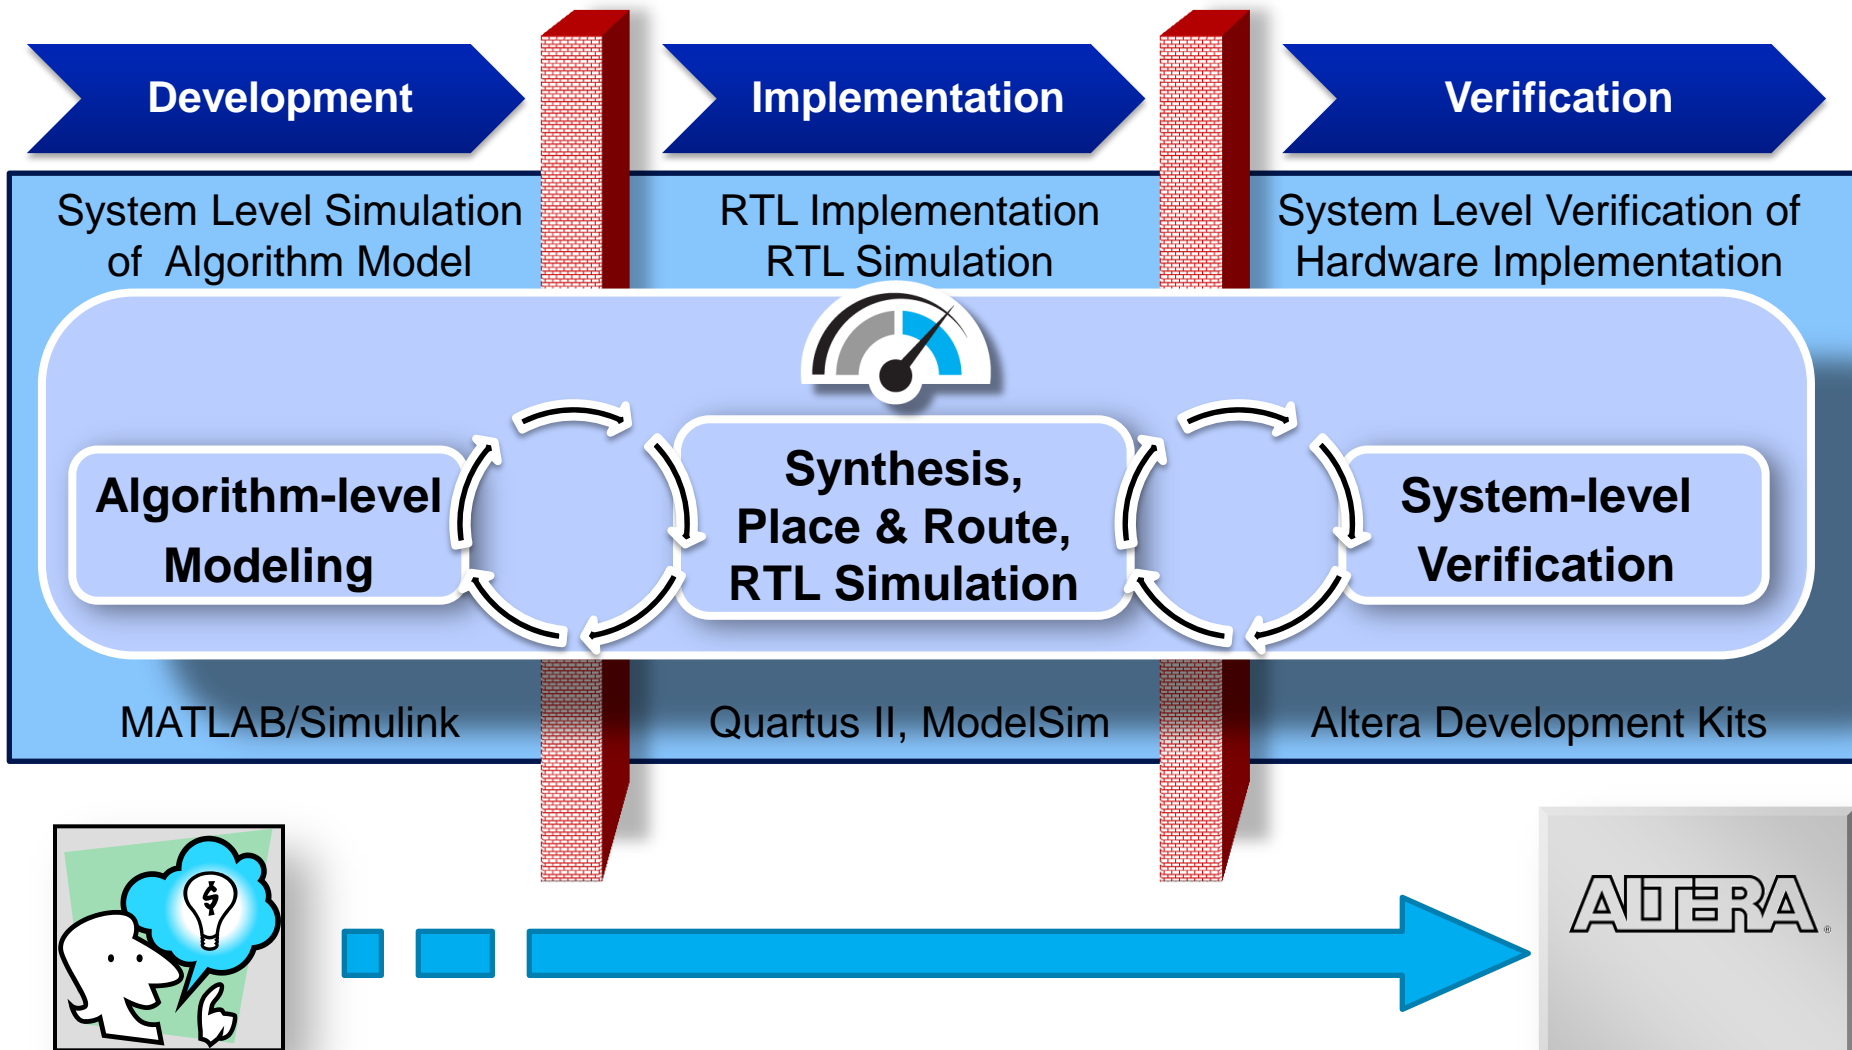 Development
Implementation
Verification
System Level Simulation
of Algorithm Model
RTL Implementation
RTL Simulation
System Level Verification of
Hardware Implementation
Algorithm-level
Modeling
Synthesis,
Place & Route,
RTL Simulation
System-level
Verification
MATLAB/Simulink
Quartus II, ModelSim
Altera Development Kits
$
ALTERA®